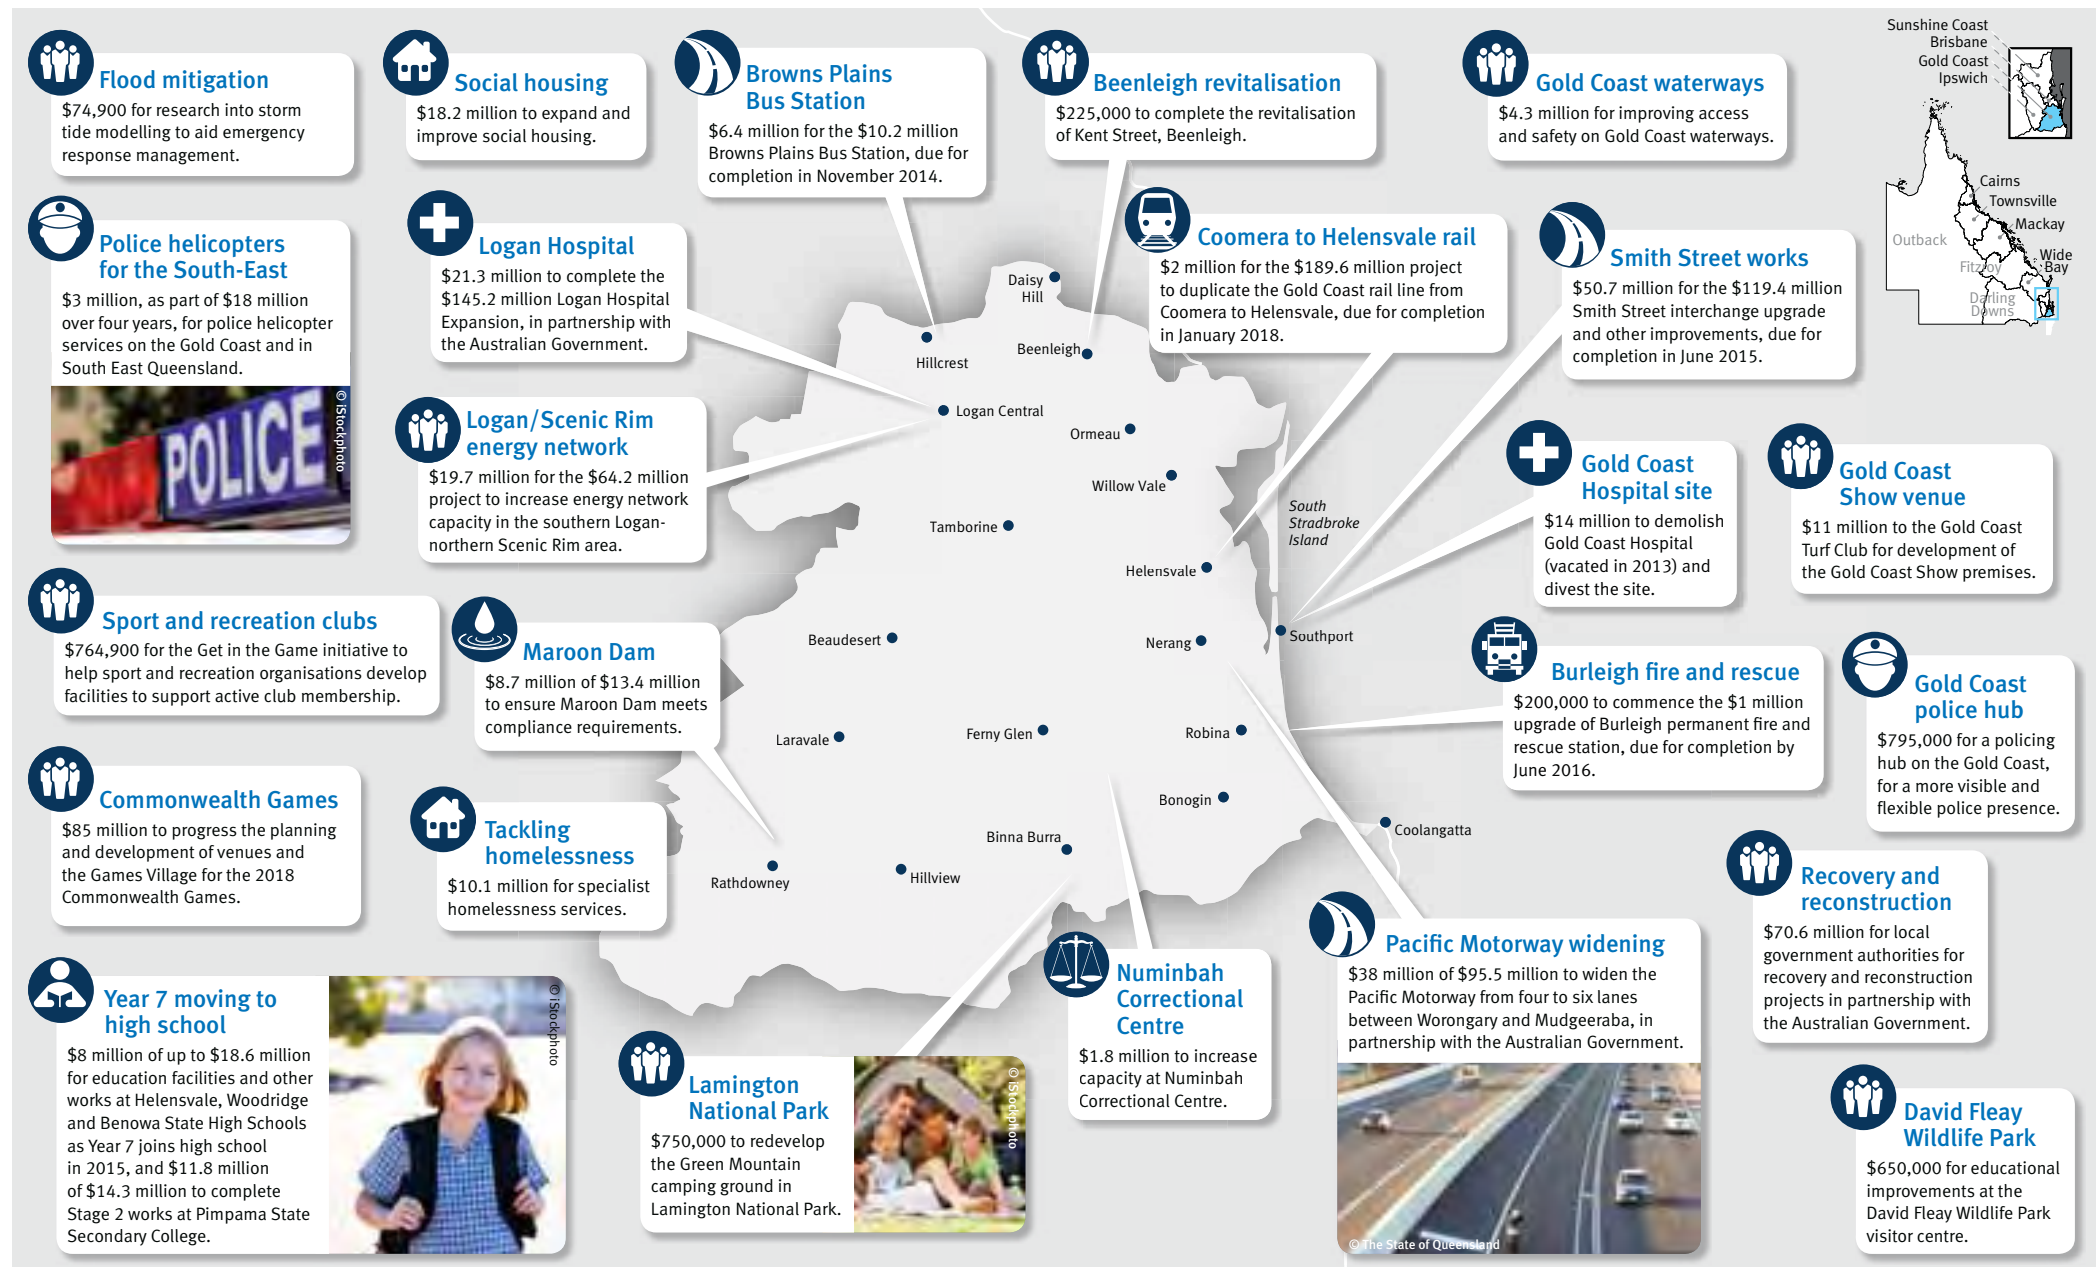 Flood mitigation
$74,900 for research into storm
tide modelling to aid emergency
response management.
Social housing
$18.2 million to expand and
improve social housing.
Browns Plains
Bus Station
$6.4 million for the $10.2 million
Browns Plains Bus Station, due for
completion in November 2014.
Beenleigh revitalisation
$225,000 to complete the revitalisation
of Kent Street, Beenleigh.
Gold Coast waterways
$4.3 million for improving access
and safety on Gold Coast waterways.
Sunshine Coast
Brisbane
Gold Coast
Ipswich
Cairns
Townsville
Mackay
Outback
Wide
Bay
Fitzroy
Darling
Downs
Police helicopters
for the South-East
$3 million, as part of $18 million
over four years, for police helicopter
services on the Gold Coast and in
South East Queensland.
POLICE
© iStockphoto
Logan Hospital
$21.3 million to complete the
$145.2 million Logan Hospital
Expansion, in partnership with
the Australian Government.
Coomera to Helensvale rail
$2 million for the $189.6 million project
to duplicate the Gold Coast rail line from
Coomera to Helensvale, due for completion
in January 2018.
Smith Street works
$50.7 million for the $119.4 million
Smith Street interchange upgrade
and other improvements, due for
completion in June 2015.
Logan/Scenic Rim
energy network
$19.7 million for the $64.2 million
project to increase energy network
capacity in the southern Logan-
northern Scenic Rim area.
Gold Coast
Hospital site
$14 million to demolish
Gold Coast Hospital
(vacated in 2013) and
divest the site.
Gold Coast
Show venue
$11 million to the Gold Coast
Turf Club for development of
the Gold Coast Show premises.
Daisy
Hill
Hillcrest
Beenleigh
Logan Central
Ormeau
Willow Vale
Tamborine
South
Stradbroke
Island
Helensvale
Beaudesert
Nerang
Southport
Laravale
Ferny Glen
Robina
Bonogin
Binna Burra
Coolangatta
Rathdowney
Hillview
Sport and recreation clubs
$764,900 for the Get in the Game initiative to
help sport and recreation organisations develop
facilities to support active club membership.
Maroon Dam
$8.7 million of $13.4 million
to ensure Maroon Dam meets
compliance requirements.
Burleigh fire and rescue
$200,000 to commence the $1 million
upgrade of Burleigh permanent fire and
rescue station, due for completion by
June 2016.
Gold Coast
police hub
$795,000 for a policing
hub on the Gold Coast,
for a more visible and
flexible police presence.
Commonwealth Games
$85 million to progress the planning
and development of venues and
the Games Village for the 2018
Commonwealth Games.
Tackling
homelessness
$10.1 million for specialist
homelessness services.
Recovery and
reconstruction
$70.6 million for local
government authorities for
recovery and reconstruction
projects in partnership with
the Australian Government.
Year 7 moving to
high school
$8 million of up to $18.6 million
for education facilities and other
works at Helensvale, Woodridge
and Benowa State High Schools
as Year 7 joins high school
in 2015, and $11.8 million
of $14.3 million to complete
Stage 2 works at Pimpama State
Secondary College.
© iStockphoto
Lamington
National Park
$750,000 to redevelop
the Green Mountain
camping ground in
Lamington National Park.
© iStockphoto
Numinbah
Correctional
Centre
$1.8 million to increase
capacity at Numinbah
Correctional Centre.
Pacific Motorway widening
$38 million of $95.5 million to widen the
Pacific Motorway from four to six lanes
between Worongary and Mudgeeraba, in
partnership with the Australian Government.
© The State of Queensland
David Fleay
Wildlife Park
$650,000 for educational
improvements at the
David Fleay Wildlife Park
visitor centre.